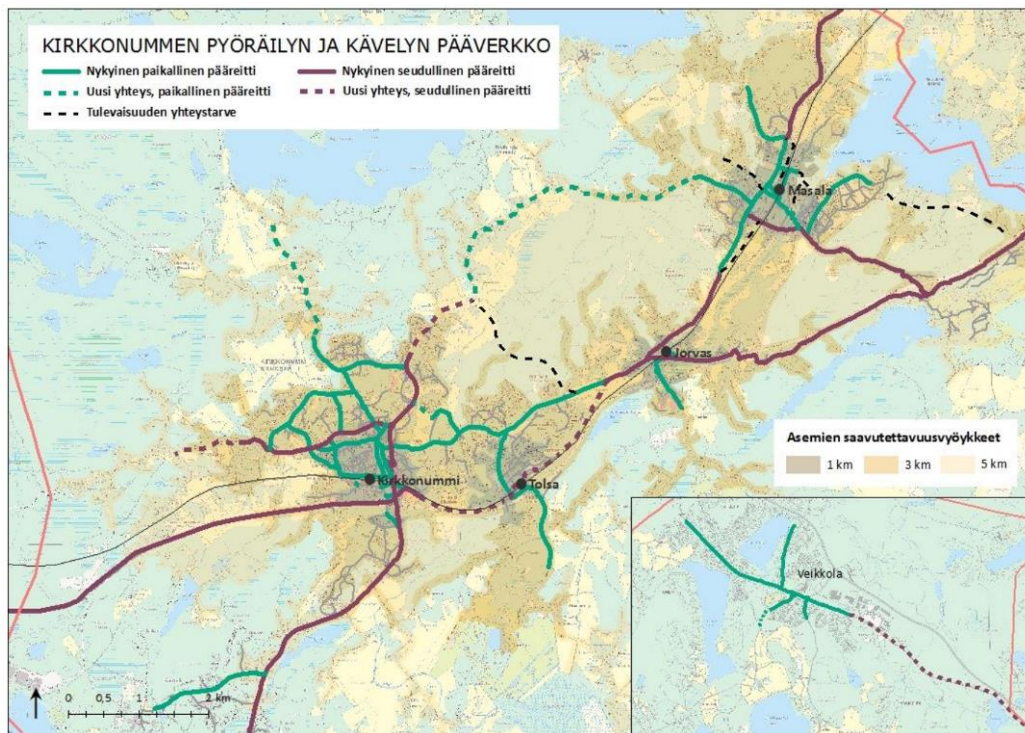 KIRKKONUMMEN PYÖRÄILYN JA KÄVELYN PÄÄVERKKO
Nykyinen paikallinen pääreitti
Nykyinen seudullinen pääreitti
Uusi yhteys, paikallinen pääreitti
Uusi yhteys, seudullinen pääreitti
Tulevaisuuden yhteystarve
Masala
Jorvas
Kirkkonummi
Tolsa
Asemien saavutettavuusvyöykkeet
1 km
3 km
5 km
Veikkola
0 0,5 1 2 km